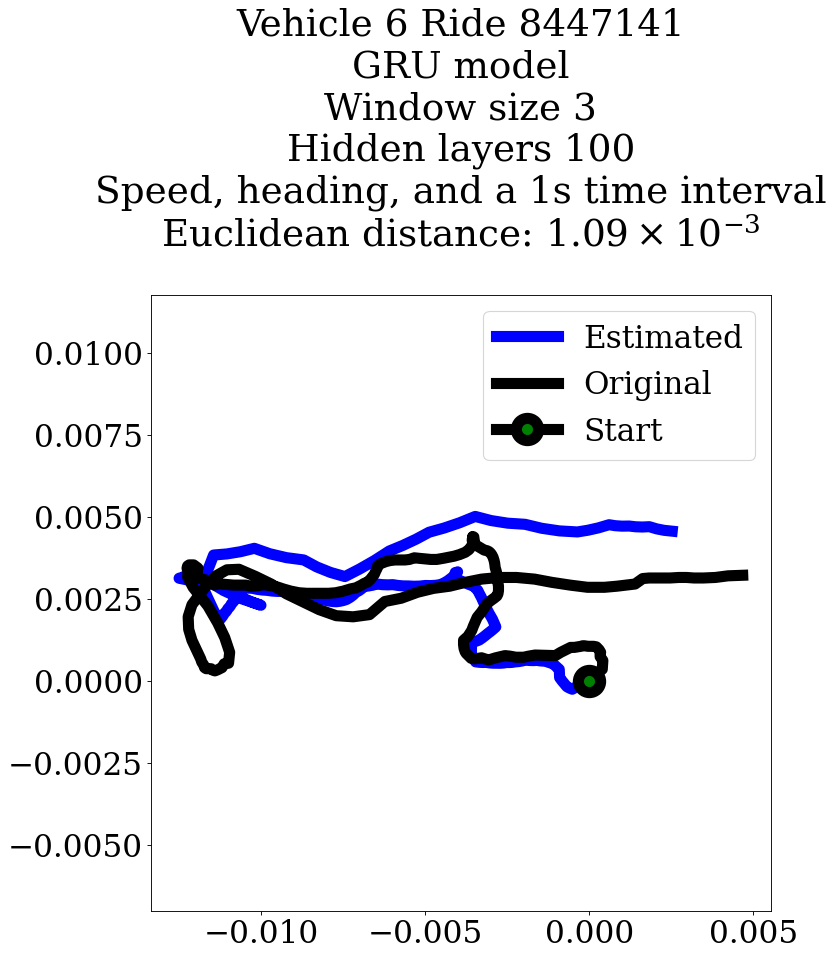 Vehicle 6 Ride 8447141
GRU model
Window size 3
Hidden layers 100
Speed, heading, and a 1s time interval
Euclidean distance: 1.09 × 10⁻³
Estimated
Original
Start
0.0100
0.0075
0.0050
0.0025
0.0000
−0.0025
−0.0050
−0.010
−0.005
0.000
0.005